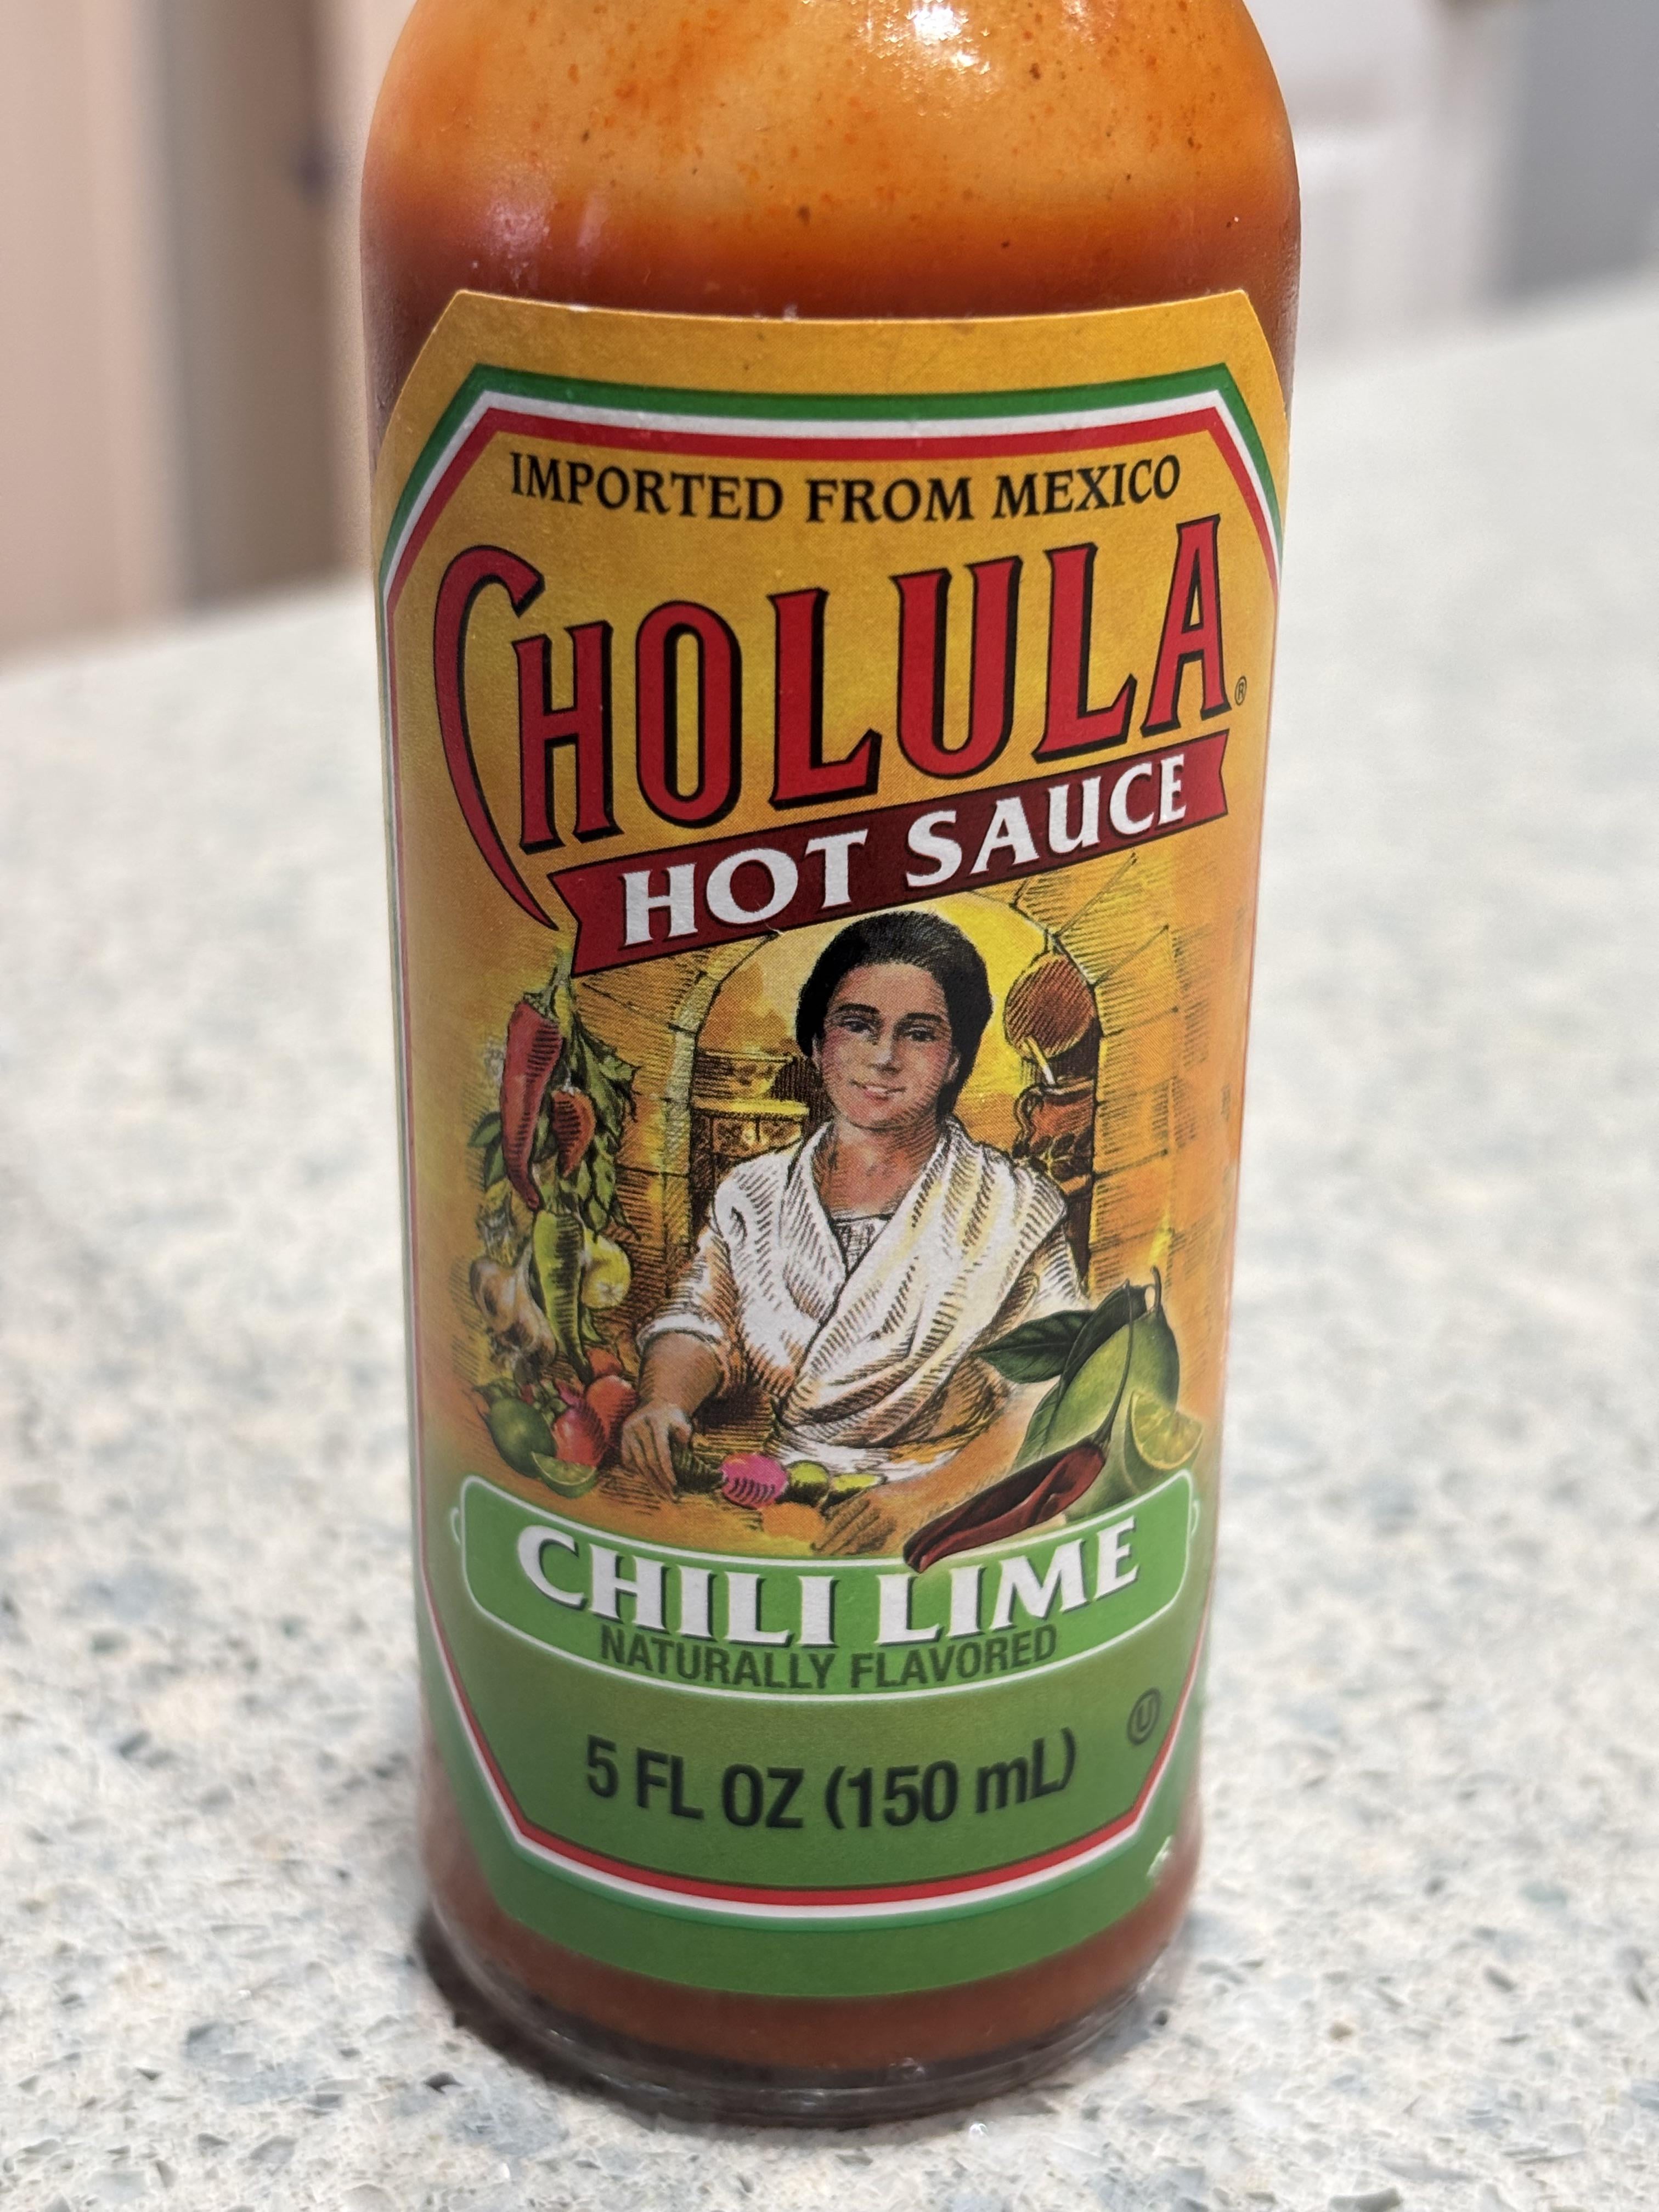 IMPORTED FROM MEXICO
CHOLULA®
HOT SAUCE
CHILI LIME
NATURALLY FLAVORED
U
5 FL OZ (150 mL)